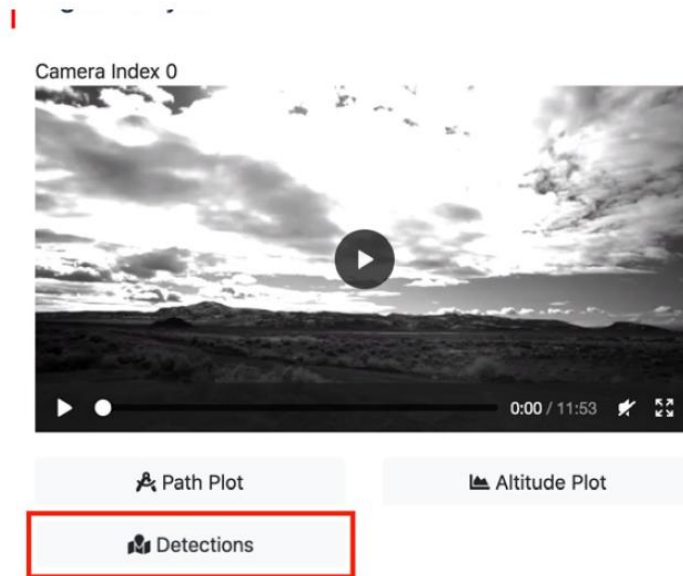 Camera Index 0
0:00 / 11:53
Path Plot
Altitude Plot
Detections